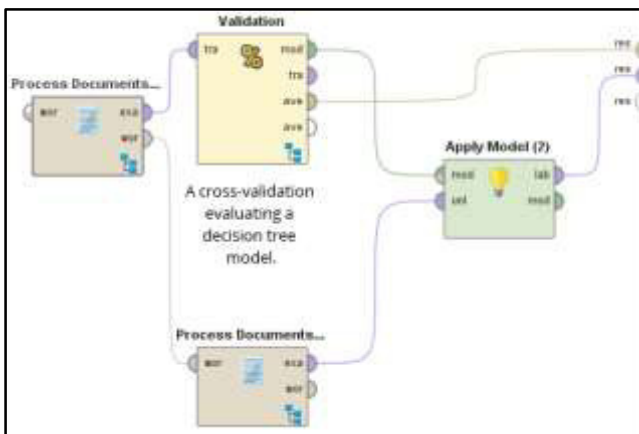 Validation
tra
mod
tra
ave
ave
Process Documents...
wor
exa
wor
res
res
res
Apply Model (2)
mod
lab
unl
mod
A cross-validation
evaluating a
decision tree
model.
Process Documents...
wor
exa
wor